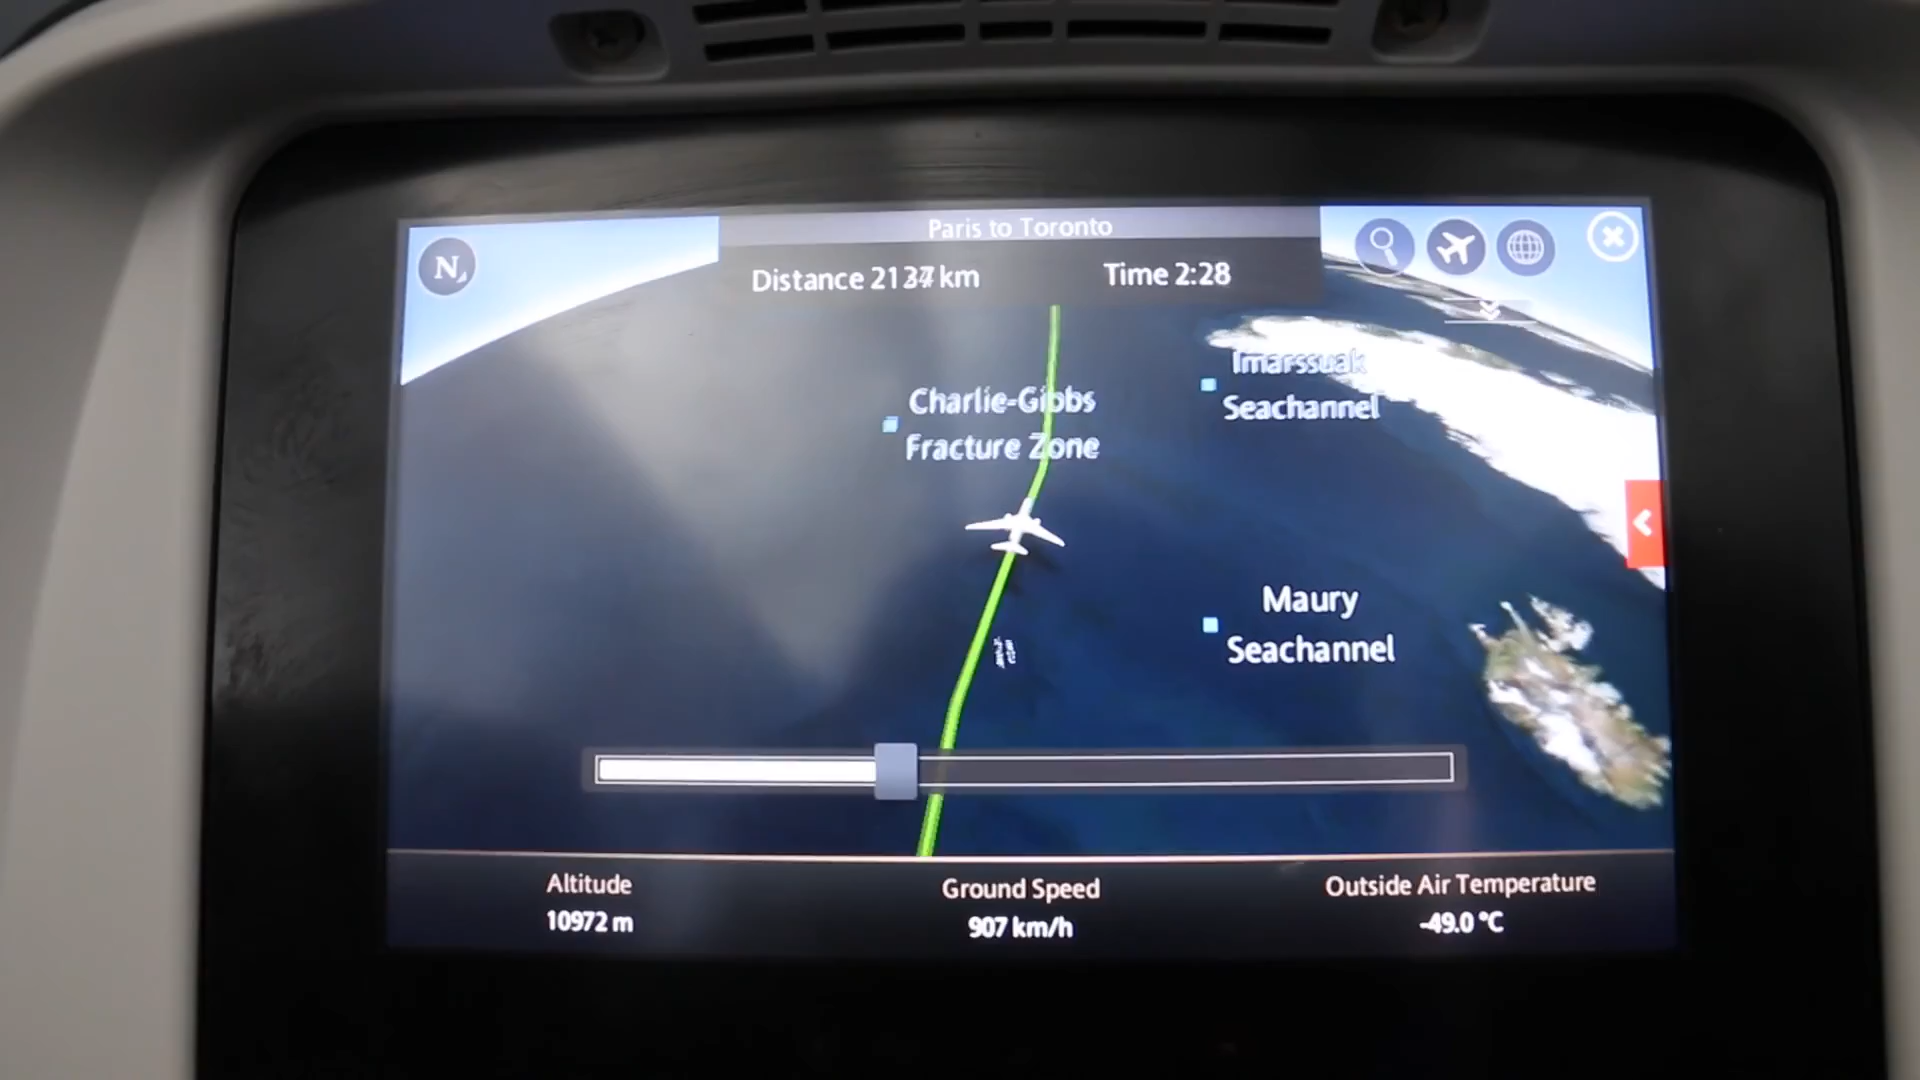 N
Paris to Toronto
Distance 2137 km
Time 2:28
Charlie-Gibbs
Fracture Zone
Imarssuak
Seachannel
Maury
Seachannel
Altitude
10972 m
Ground Speed
907 km/h
Outside Air Temperature
-49.0 °C